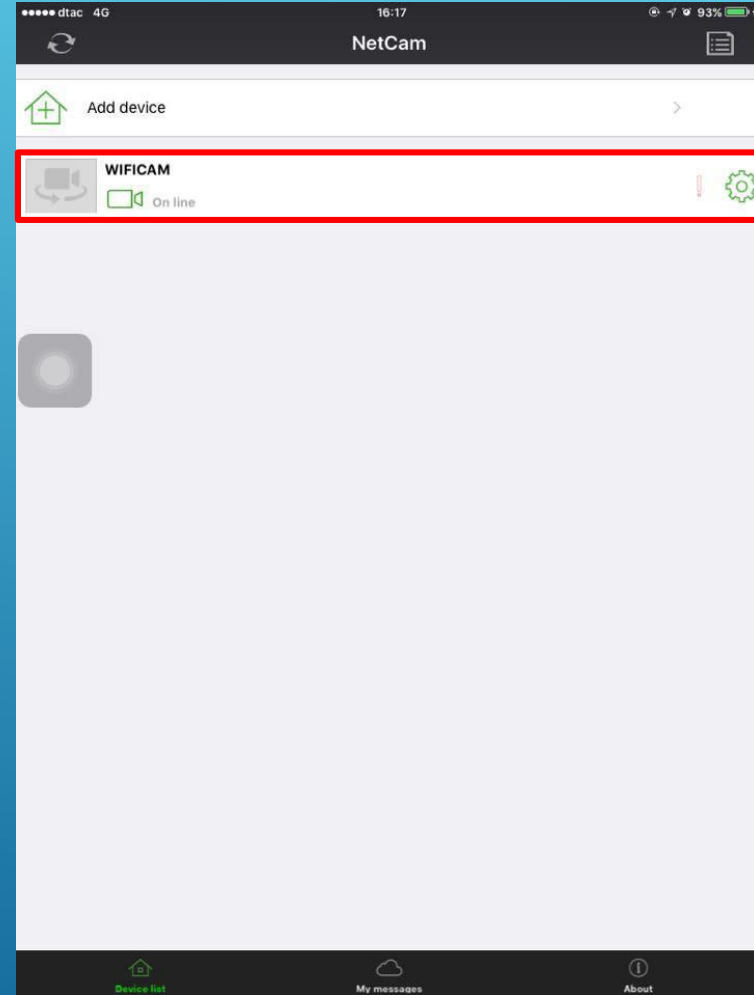 dtac 4G 16:17 93%
NetCam
Add device
WIFICAM
On line
Device list My messages About